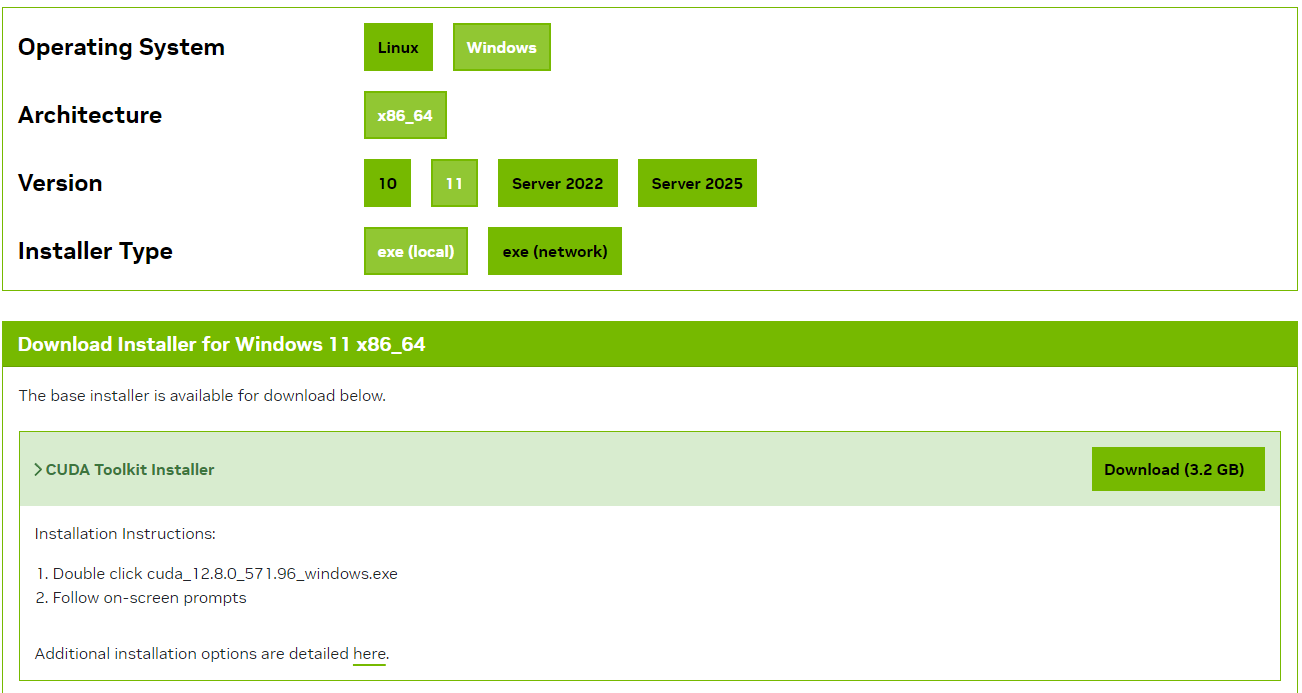 Operating System Linux Windows
Architecture x86_64
Version 10 11 Server 2022 Server 2025
Installer Type exe (local) exe (network)
Download Installer for Windows 11 x86_64
The base installer is available for download below.
CUDA Toolkit Installer Download (3.2 GB)
Installation Instructions:
1. Double click cuda_12.8.0_571.96_windows.exe
2. Follow on-screen prompts
Additional installation options are detailed here.